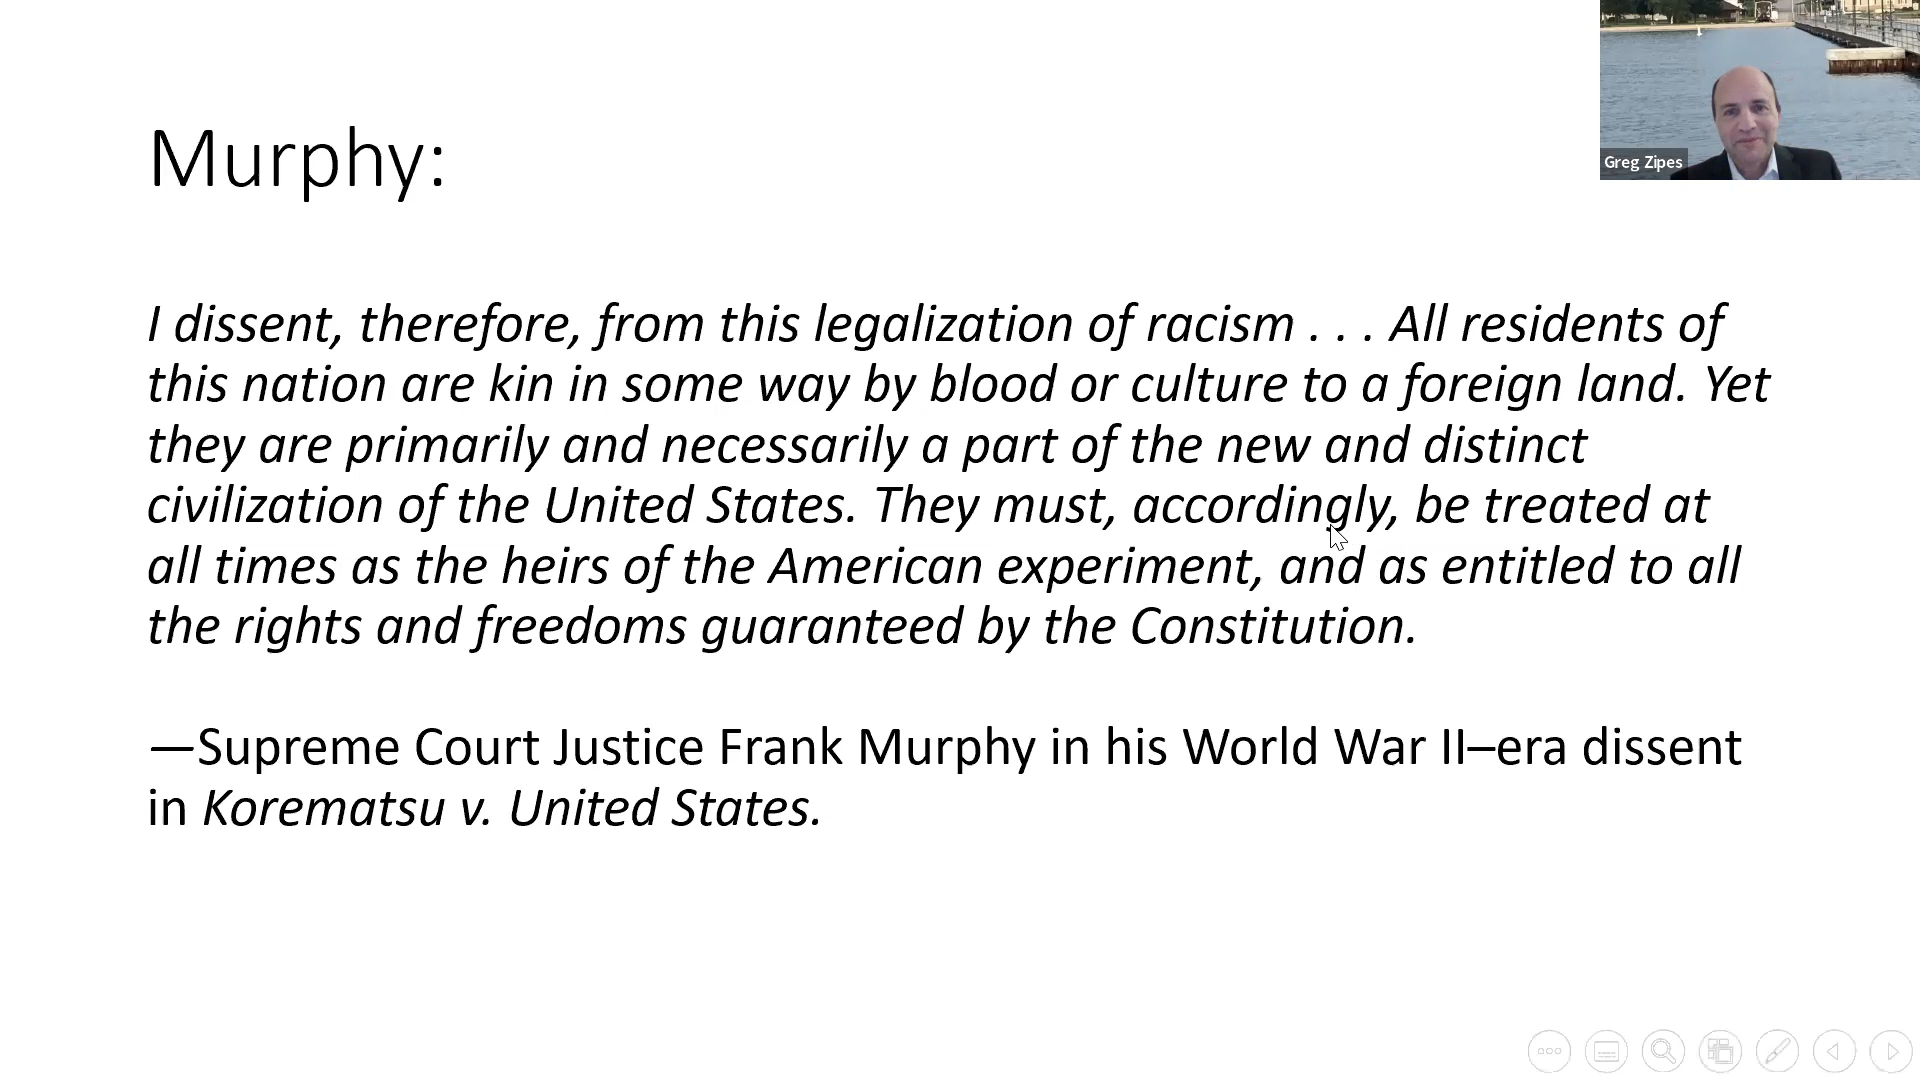 Greg Zipes
Murphy:
I dissent, therefore, from this legalization of racism . . . All residents of
this nation are kin in some way by blood or culture to a foreign land. Yet
they are primarily and necessarily a part of the new and distinct
civilization of the United States. They must, accordingly, be treated at
all times as the heirs of the American experiment, and as entitled to all
the rights and freedoms guaranteed by the Constitution.
—Supreme Court Justice Frank Murphy in his World War II–era dissent
in Korematsu v. United States.